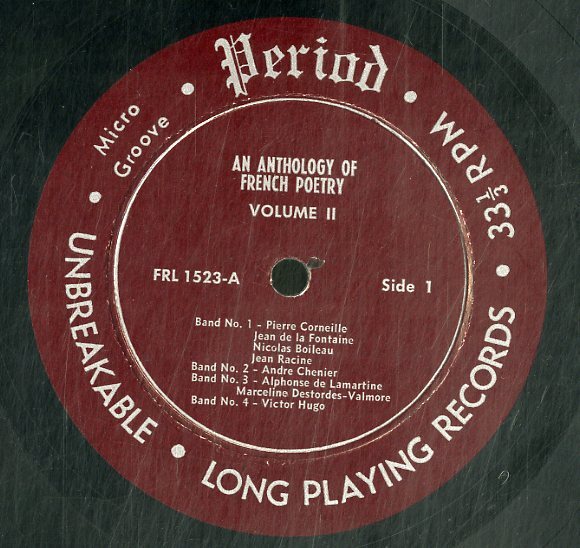 Period
Micro
Groove
33⅓ RPM
UNBREAKABLE
LONG PLAYING RECORDS
AN ANTHOLOGY OF
FRENCH POETRY
VOLUME II
FRL 1523-A
Side 1
Band No. 1 - Pierre Corneille
Jean de la Fontaine
Nicolas Boileau
Jean Racine
Band No. 2 - Andre Chenier
Band No. 3 - Alphonse de Lamartine
Marceline Destordes-Valmore
Band No. 4 - Victor Hugo